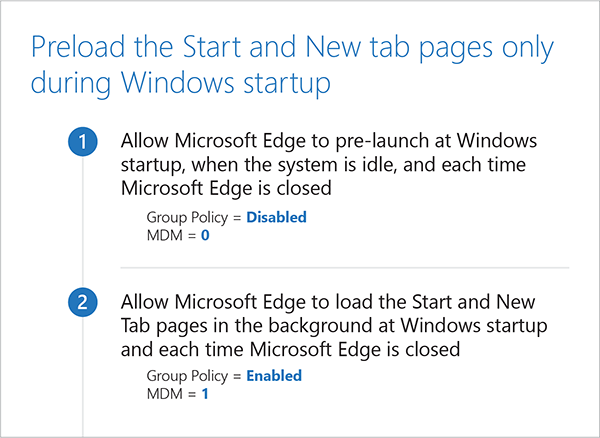 Preload the Start and New tab pages only
during Windows startup
1
Allow Microsoft Edge to pre-launch at Windows
startup, when the system is idle, and each time
Microsoft Edge is closed
Group Policy = Disabled
MDM = 0
2
Allow Microsoft Edge to load the Start and New
Tab pages in the background at Windows startup
and each time Microsoft Edge is closed
Group Policy = Enabled
MDM = 1